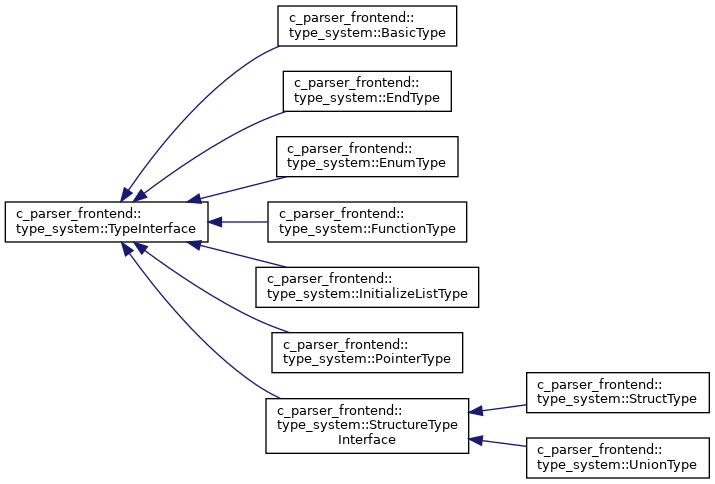 c_parser_frontend::
type_system::BasicType
c_parser_frontend::
type_system::EndType
c_parser_frontend::
type_system::EnumType
c_parser_frontend::
type_system::TypeInterface
c_parser_frontend::
type_system::FunctionType
c_parser_frontend::
type_system::InitializeListType
c_parser_frontend::
type_system::PointerType
c_parser_frontend::
type_system::StructureType
Interface
c_parser_frontend::
type_system::StructType
c_parser_frontend::
type_system::UnionType